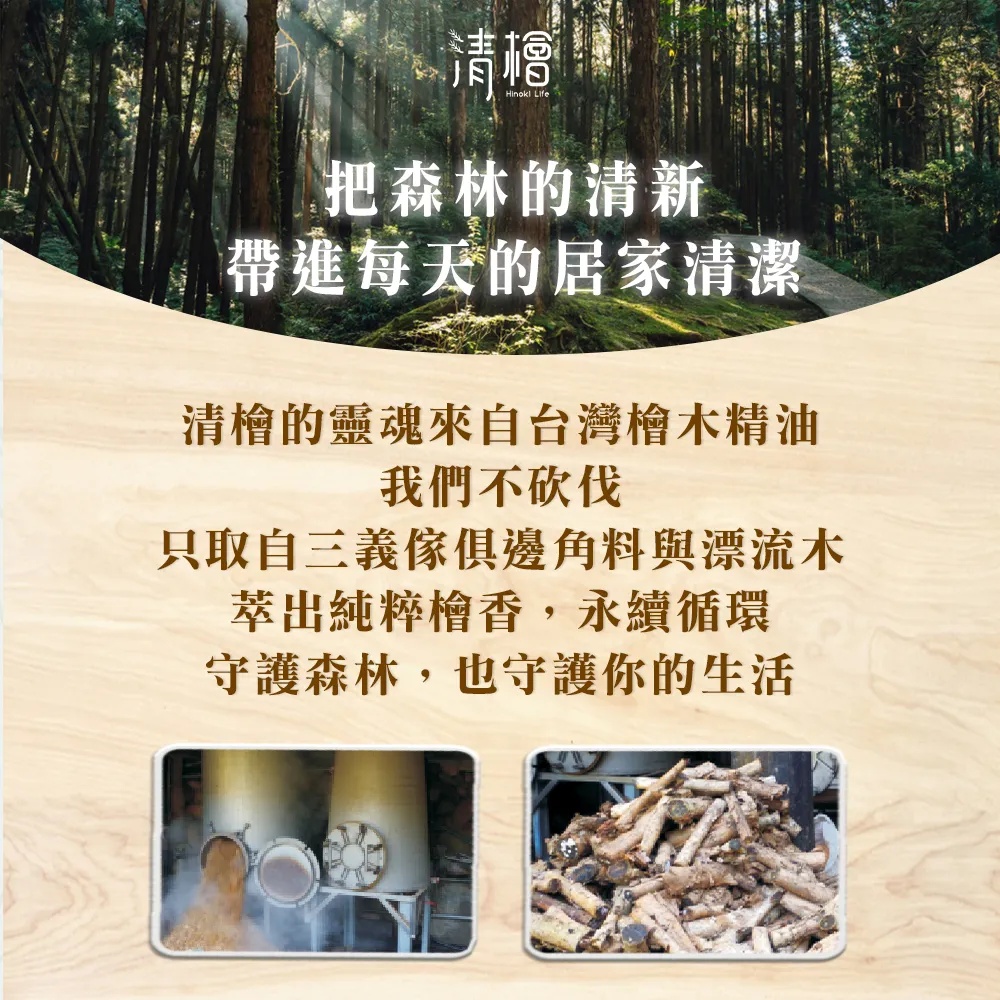 清檜
Hinoki Life
把森林的清新
帶進每天的居家清潔
清檜的靈魂來自台灣檜木精油
我們不砍伐
只取自三義傢俱邊角料與漂流木
萃出純粹檜香，永續循環
守護森林，也守護你的生活